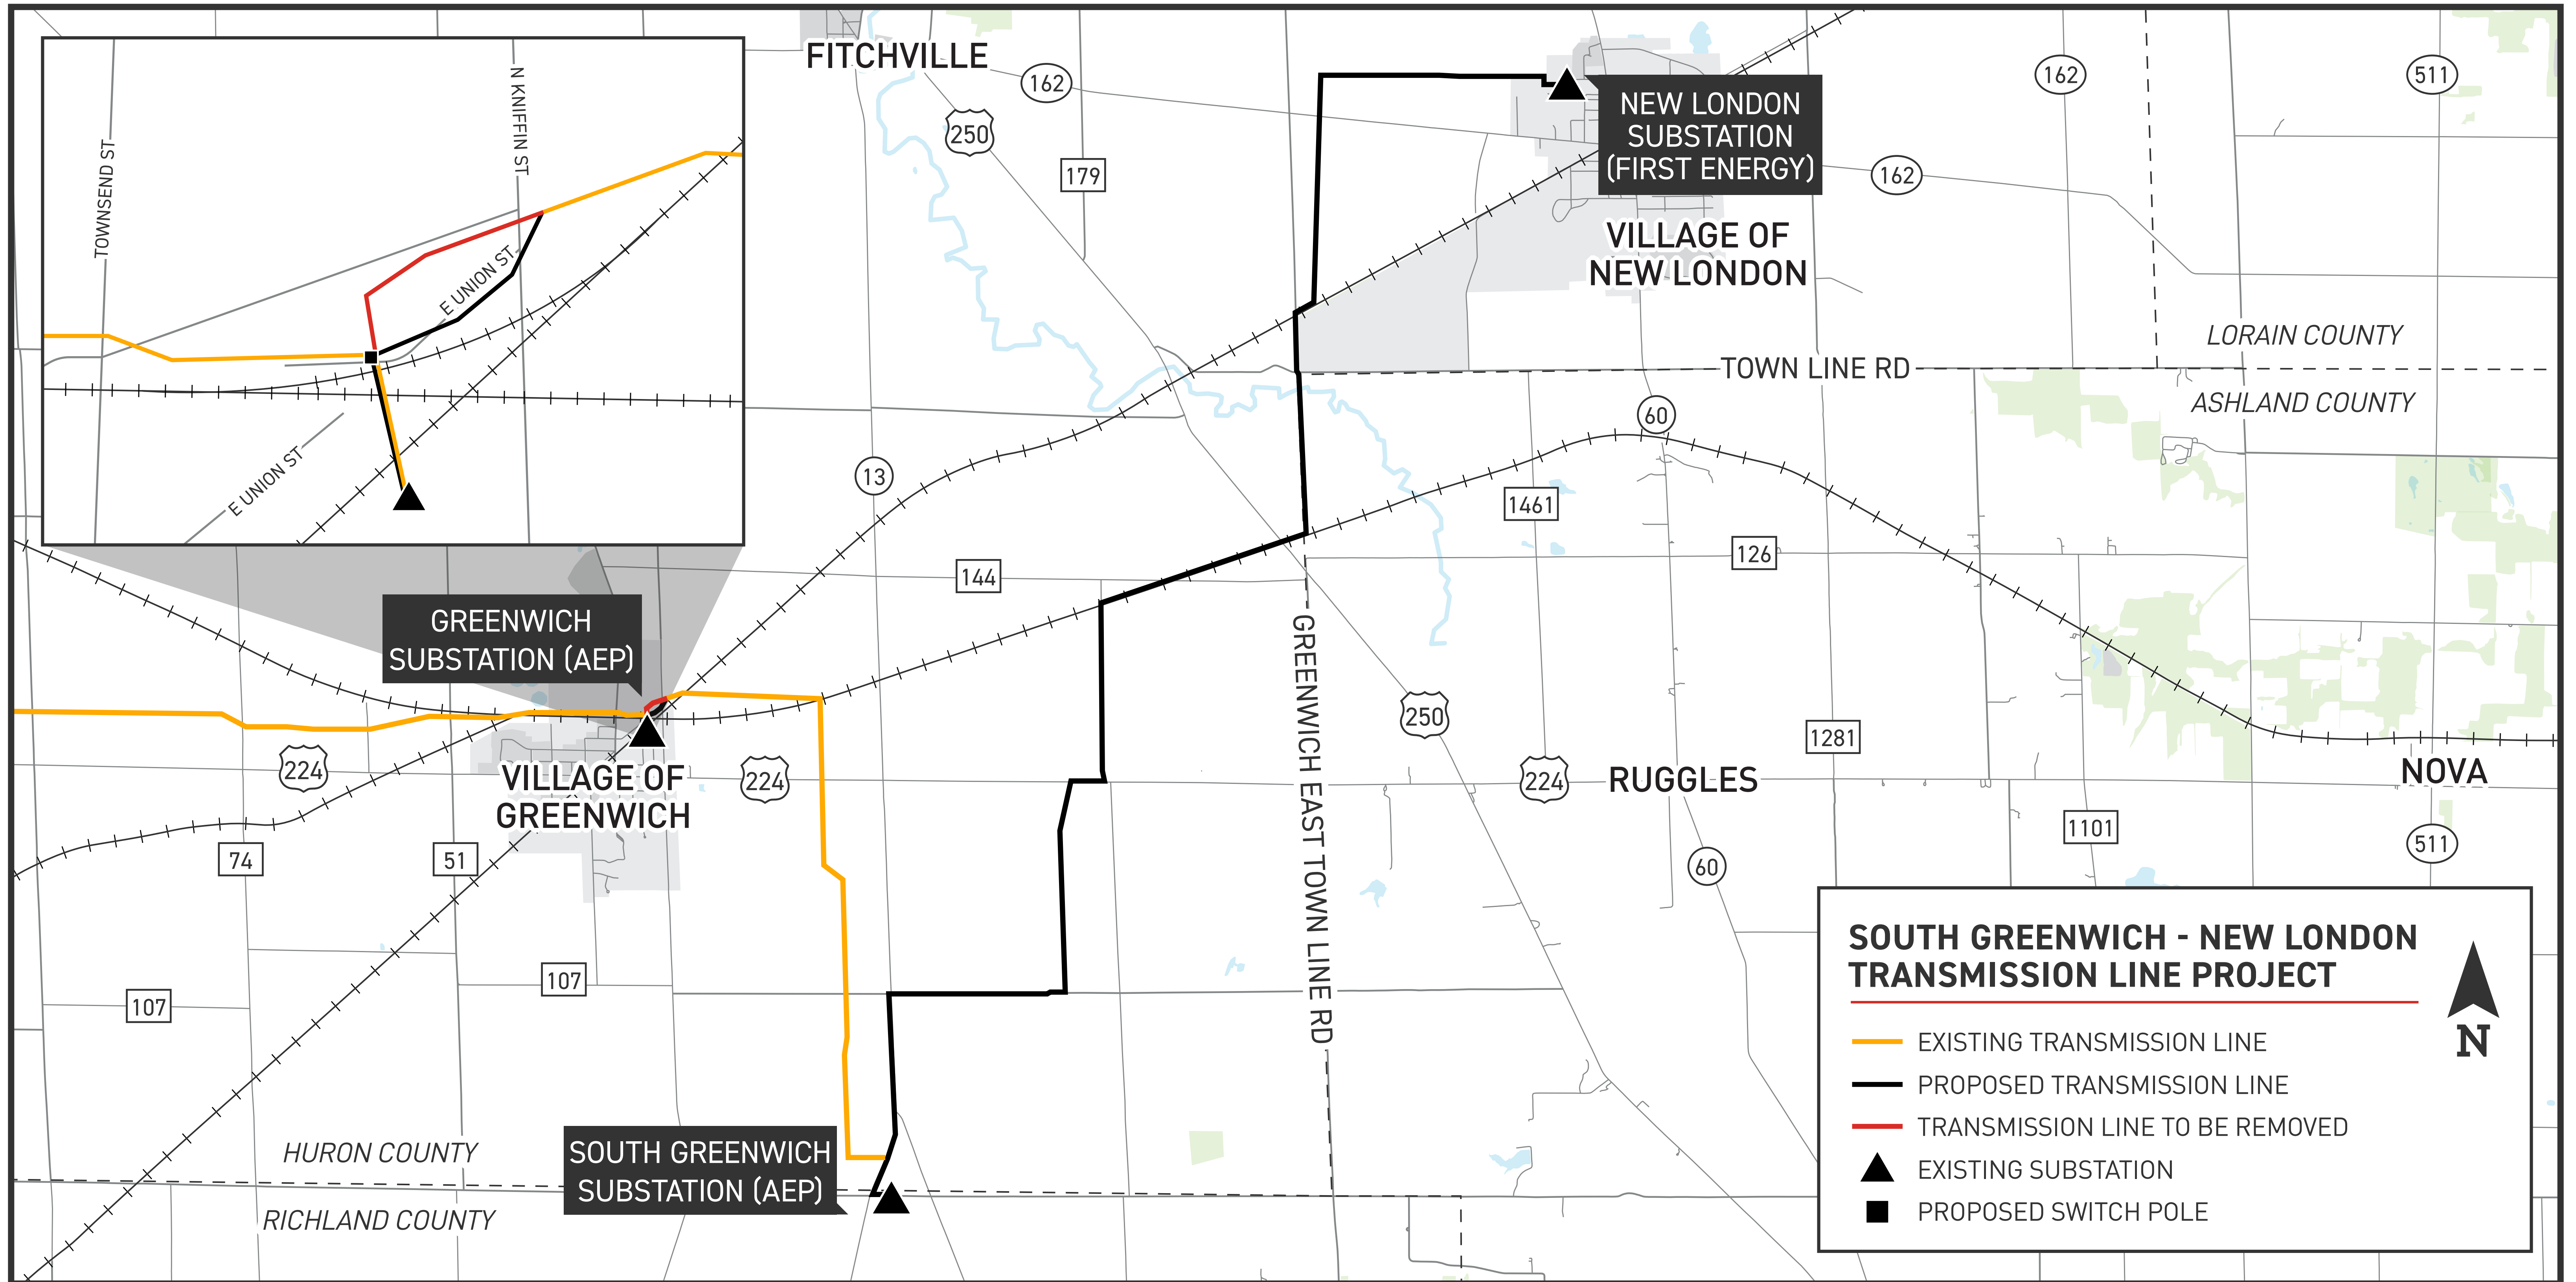 FITCHVILLE
162
250
179
NEW LONDON
SUBSTATION
(FIRST ENERGY)
162
162
511
VILLAGE OF
NEW LONDON
TOWNSEND ST
N KNIFFIN ST
E UNION ST
E UNION ST
TOWN LINE RD
LORAIN COUNTY
ASHLAND COUNTY
60
13
1461
144
126
GREENWICH
SUBSTATION (AEP)
GREENWICH EAST TOWN LINE RD
250
1281
224
VILLAGE OF
GREENWICH
224
224
RUGGLES
NOVA
74
51
60
1101
511
107
107
HURON COUNTY
RICHLAND COUNTY
SOUTH GREENWICH
SUBSTATION (AEP)
SOUTH GREENWICH - NEW LONDON
TRANSMISSION LINE PROJECT
N
EXISTING TRANSMISSION LINE
PROPOSED TRANSMISSION LINE
TRANSMISSION LINE TO BE REMOVED
EXISTING SUBSTATION
PROPOSED SWITCH POLE